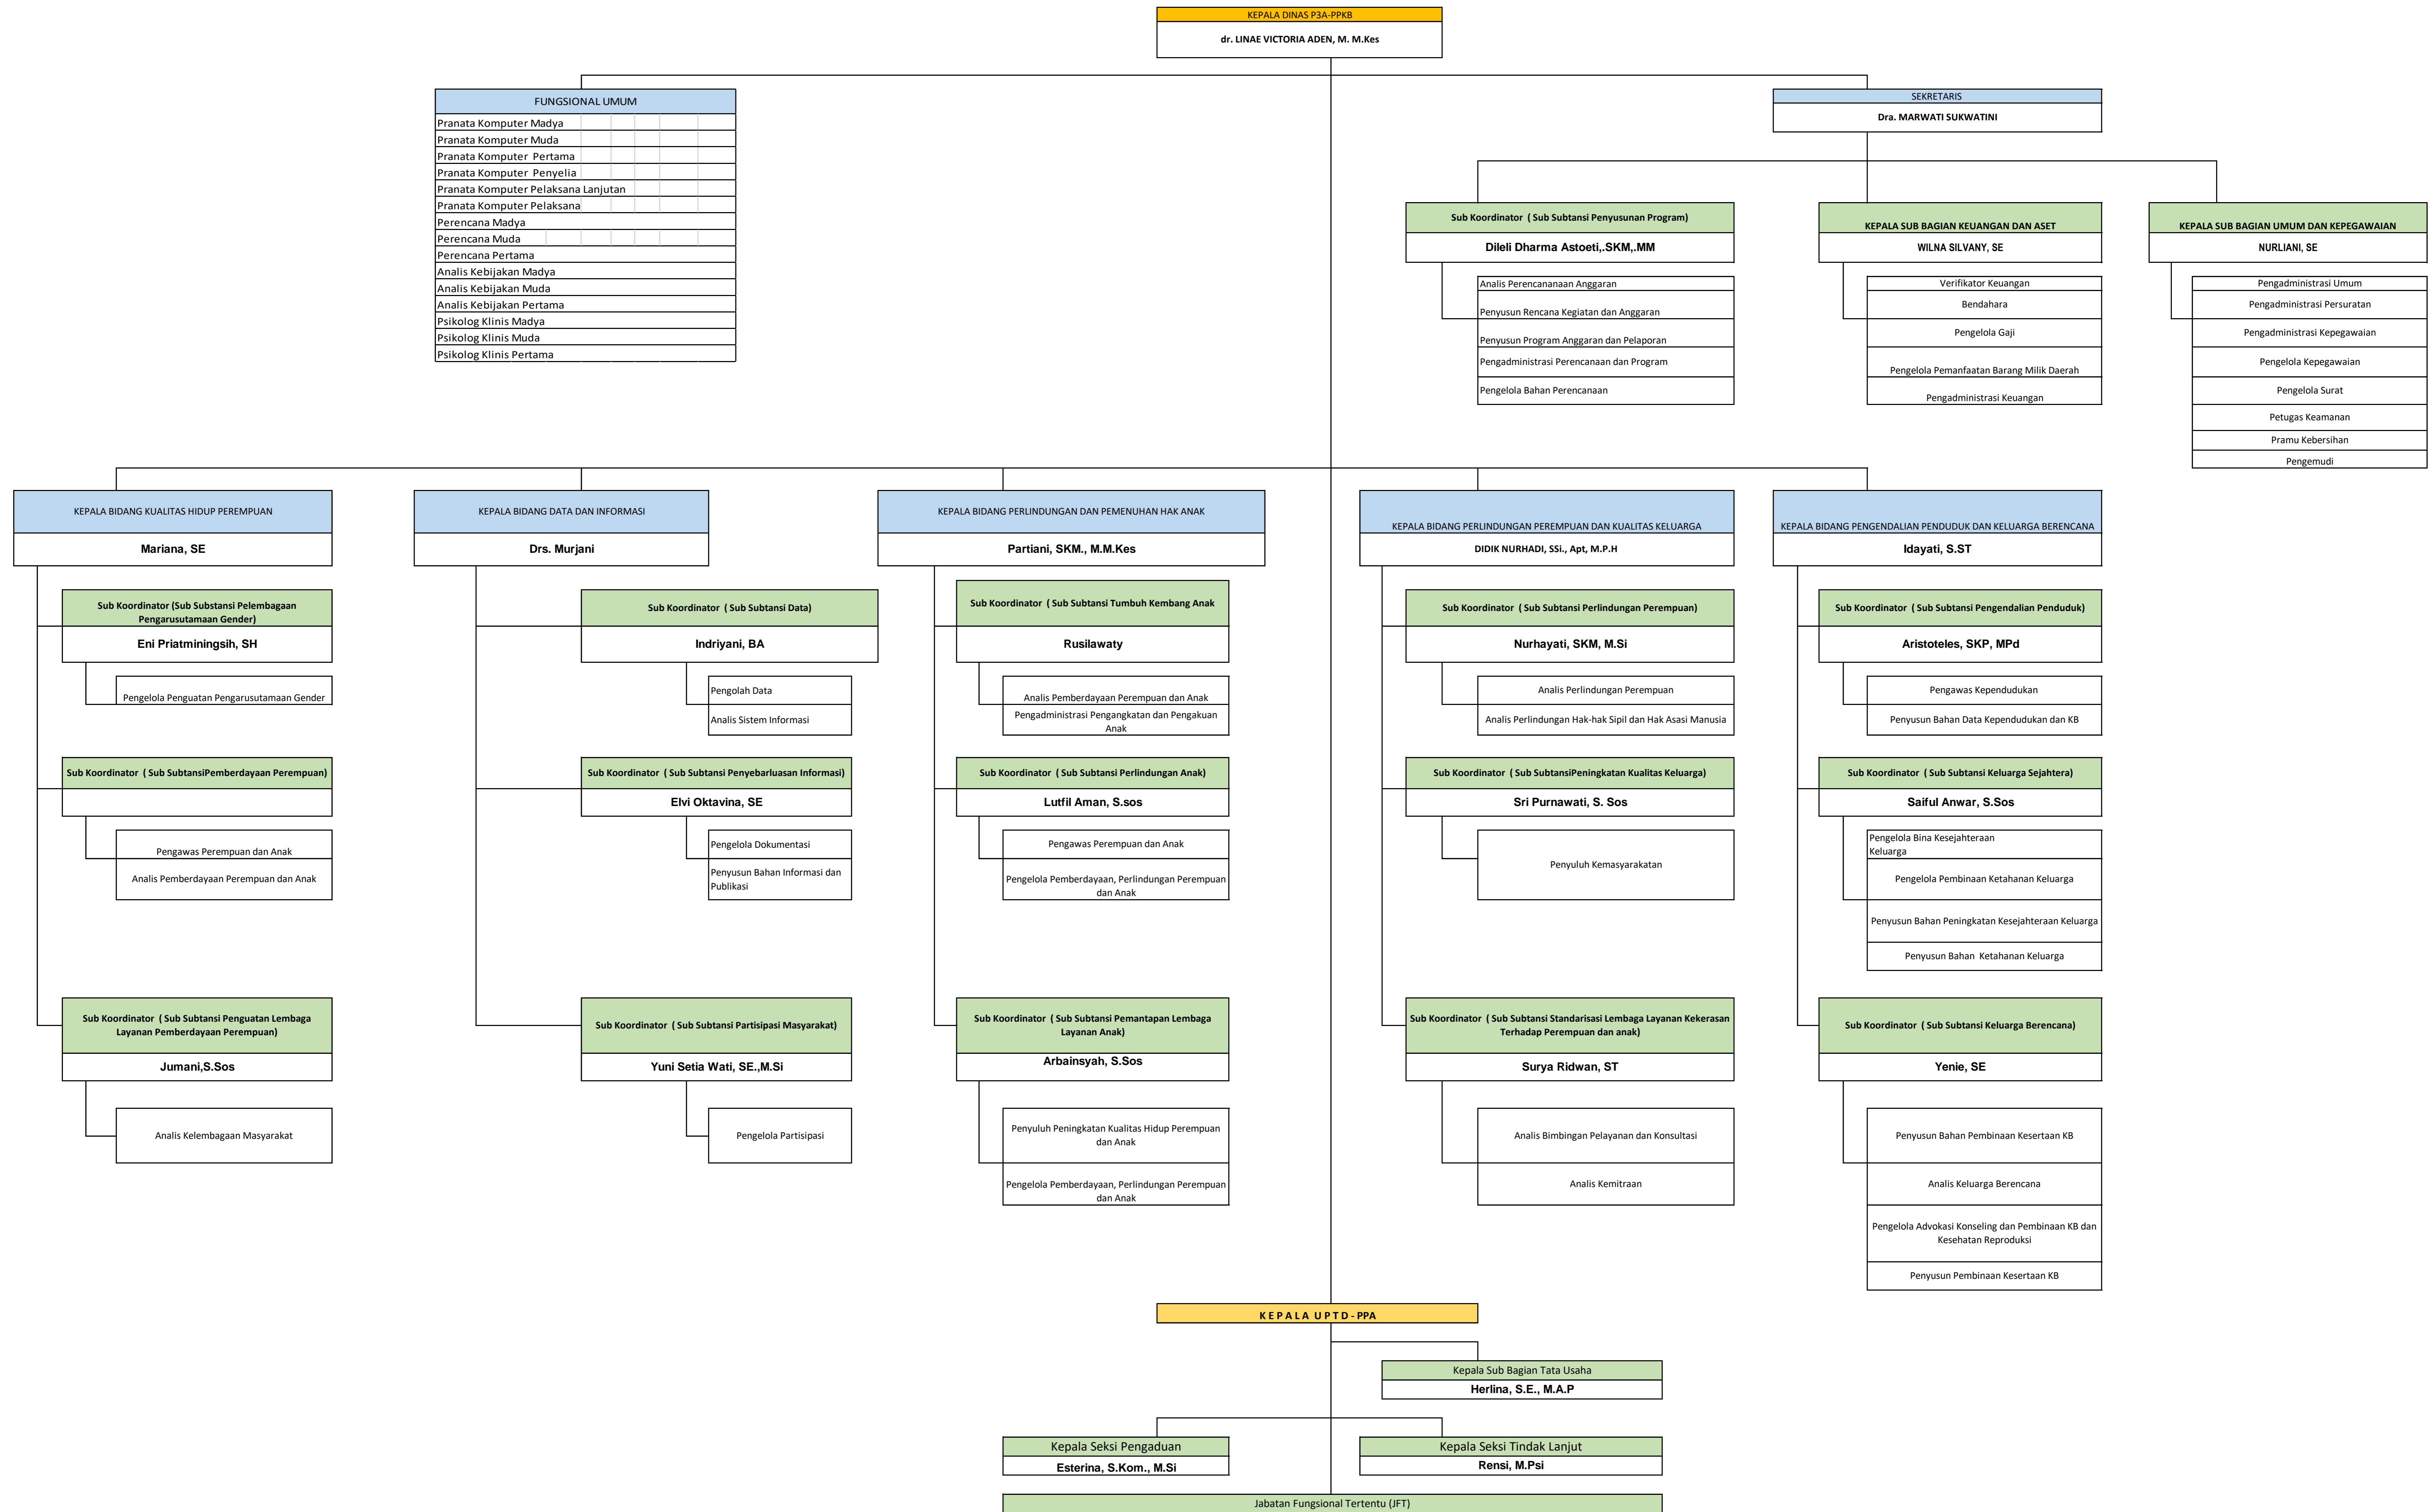 KEPALA DINAS P3A-PPKB
dr. LINAE VICTORIA ADEN, M. M.Kes
FUNGSIONAL UMUM
Pranata Komputer Madya
Pranata Komputer Muda
Pranata Komputer  Pertama
Pranata Komputer  Penyelia
Pranata Komputer Pelaksana Lanjutan
Pranata Komputer Pelaksana
Perencana Madya
Perencana Muda
Perencana Pertama
Analis Kebijakan Madya
Analis Kebijakan Muda
Analis Kebijakan Pertama
Psikolog Klinis Madya
Psikolog Klinis Muda
Psikolog Klinis Pertama
SEKRETARIS
Dra. MARWATI SUKWATINI
Sub Koordinator  ( Sub Subtansi Penyusunan Program)
Dileli Dharma Astoeti,.SKM,.MM
Analis Perencananaan Anggaran
Penyusun Rencana Kegiatan dan Anggaran
Penyusun Program Anggaran dan Pelaporan
Pengadministrasi Perencanaan dan Program
Pengelola Bahan Perencanaan
KEPALA SUB BAGIAN KEUANGAN DAN ASET
WILNA SILVANY, SE
Verifikator Keuangan
Bendahara
Pengelola Gaji
Pengelola Pemanfaatan Barang Milik Daerah
Pengadministrasi Keuangan
KEPALA SUB BAGIAN UMUM DAN KEPEGAWAIAN
NURLIANI, SE
Pengadministrasi Umum
Pengadministrasi Persuratan
Pengadministrasi Kepegawaian
Pengelola Kepegawaian
Pengelola Surat
Petugas Keamanan
Pramu Kebersihan
Pengemudi
KEPALA BIDANG KUALITAS HIDUP PEREMPUAN
Mariana, SE
Sub Koordinator (Sub Substansi Pelembagaan
Pengarusutamaan Gender)
Eni Priatminingsih, SH
Pengelola Penguatan Pengarusutamaan Gender
Sub Koordinator  ( Sub SubtansiPemberdayaan Perempuan)
Pengawas Perempuan dan Anak
Analis Pemberdayaan Perempuan dan Anak
Sub Koordinator  ( Sub Subtansi Penguatan Lembaga
Layanan Pemberdayaan Perempuan)
Jumani,S.Sos
Analis Kelembagaan Masyarakat
KEPALA BIDANG DATA DAN INFORMASI
Drs. Murjani
Sub Koordinator  ( Sub Subtansi Data)
Indriyani, BA
Pengolah Data
Analis Sistem Informasi
Sub Koordinator  ( Sub Subtansi Penyebarluasan Informasi)
Elvi Oktavina, SE
Pengelola Dokumentasi
Penyusun Bahan Informasi dan
Publikasi
Sub Koordinator  ( Sub Subtansi Partisipasi Masyarakat)
Yuni Setia Wati, SE.,M.Si
Pengelola Partisipasi
KEPALA BIDANG PERLINDUNGAN DAN PEMENUHAN HAK ANAK
Partiani, SKM., M.M.Kes
Sub Koordinator  ( Sub Subtansi Tumbuh Kembang Anak
Rusilawaty
Analis Pemberdayaan Perempuan dan Anak
Pengadministrasi Pengangkatan dan Pengakuan
Anak
Sub Koordinator  ( Sub Subtansi Perlindungan Anak)
Lutfil Aman, S.sos
Pengawas Perempuan dan Anak
Pengelola Pemberdayaan, Perlindungan Perempuan
dan Anak
Sub Koordinator  ( Sub Subtansi Pemantapan Lembaga
Layanan Anak)
Arbainsyah, S.Sos
Penyuluh Peningkatan Kualitas Hidup Perempuan
dan Anak
Pengelola Pemberdayaan, Perlindungan Perempuan
dan Anak
KEPALA BIDANG PERLINDUNGAN PEREMPUAN DAN KUALITAS KELUARGA
DIDIK NURHADI, SSi., Apt, M.P.H
Sub Koordinator  ( Sub Subtansi Perlindungan Perempuan)
Nurhayati, SKM, M.Si
Analis Perlindungan Perempuan
Analis Perlindungan Hak-hak Sipil dan Hak Asasi Manusia
Sub Koordinator  ( Sub SubtansiPeningkatan Kualitas Keluarga)
Sri Purnawati, S. Sos
Penyuluh Kemasyarakatan
Sub Koordinator  ( Sub Subtansi Standarisasi Lembaga Layanan Kekerasan
Terhadap Perempuan dan anak)
Surya Ridwan, ST
Analis Bimbingan Pelayanan dan Konsultasi
Analis Kemitraan
KEPALA BIDANG PENGENDALIAN PENDUDUK DAN KELUARGA BERENCANA
Idayati, S.ST
Sub Koordinator  ( Sub Subtansi Pengendalian Penduduk)
Aristoteles, SKP, MPd
Pengawas Kependudukan
Penyusun Bahan Data Kependudukan dan KB
Sub Koordinator  ( Sub Subtansi Keluarga Sejahtera)
Saiful Anwar, S.Sos
Pengelola Bina Kesejahteraan
Keluarga
Pengelola Pembinaan Ketahanan Keluarga
Penyusun Bahan Peningkatan Kesejahteraan Keluarga
Penyusun Bahan  Ketahanan Keluarga
Sub Koordinator  ( Sub Subtansi Keluarga Berencana)
Yenie, SE
Penyusun Bahan Pembinaan Kesertaan KB
Analis Keluarga Berencana
Pengelola Advokasi Konseling dan Pembinaan KB dan
Kesehatan Reproduksi
Penyusun Pembinaan Kesertaan KB
K E P A L A  U P T D - PPA
Kepala Sub Bagian Tata Usaha
Herlina, S.E., M.A.P
Kepala Seksi Pengaduan
Esterina, S.Kom., M.Si
Kepala Seksi Tindak Lanjut
Rensi, M.Psi
Jabatan Fungsional Tertentu (JFT)